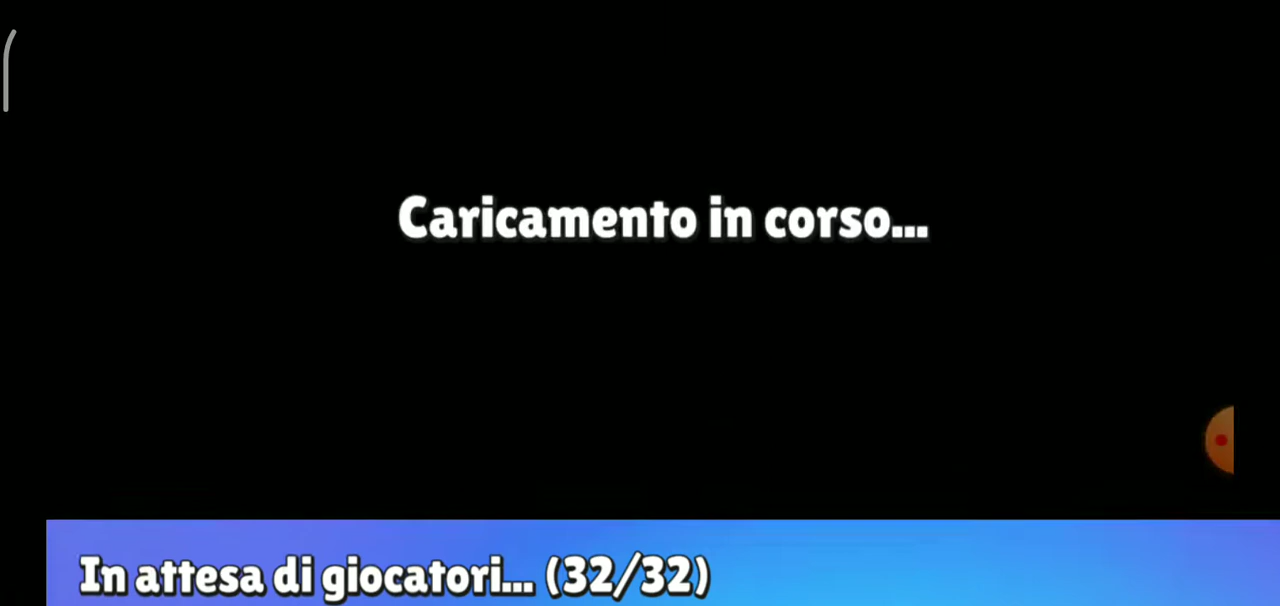 Caricamento in corso...
In attesa di giocatori... (32/32)